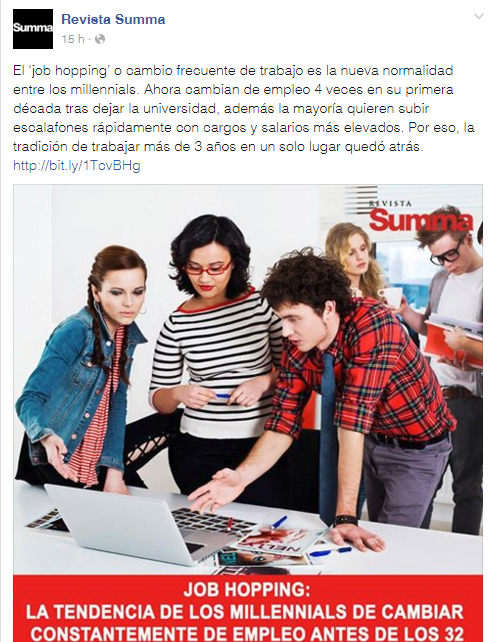 Summa
Revista Summa
15 h ·
El 'job hopping' o cambio frecuente de trabajo es la nueva normalidad
entre los millennials. Ahora cambian de empleo 4 veces en su primera
década tras dejar la universidad, además la mayoría quieren subir
escalafones rápidamente con cargos y salarios más elevados. Por eso, la
tradición de trabajar más de 3 años en un solo lugar quedó atrás.
http://bit.ly/1TcvBHg
REVISTA
Summa
JOB HOPPING:
LA TENDENCIA DE LOS MILLENNIALS DE CAMBIAR
CONSTANTEMENTE DE EMPLEO ANTES DE LOS 32